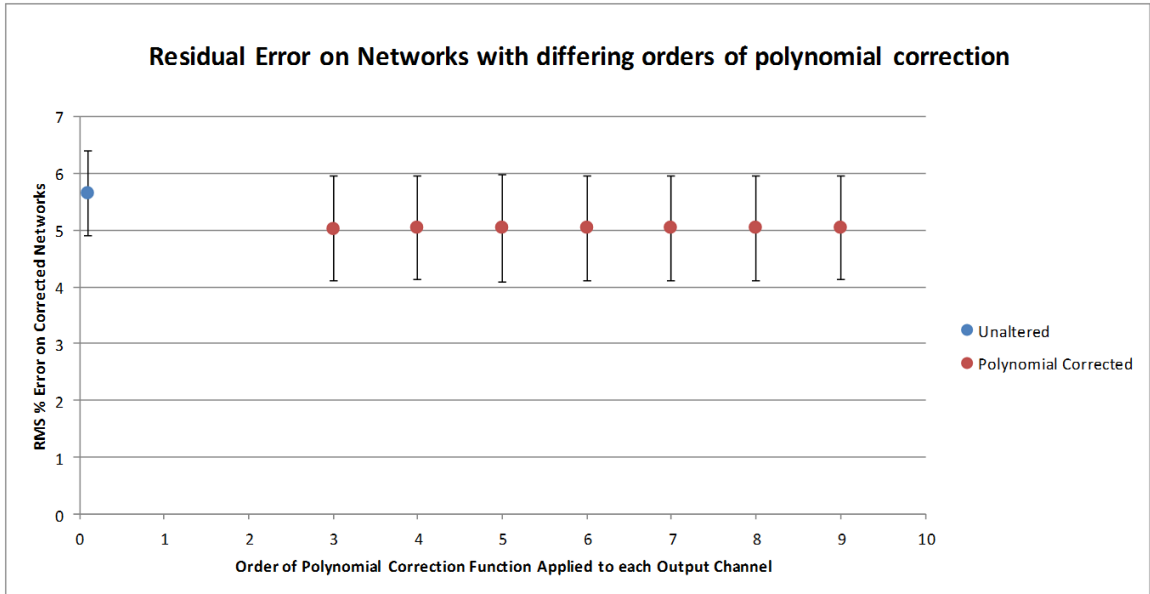 Residual Error on Networks with differing orders of polynomial correction
RMS % Error on Corrected Networks
7
6
5
4
3
2
1
0
0 1 2 3 4 5 6 7 8 9 10
Order of Polynomial Correction Function Applied to each Output Channel
Unaltered
Polynomial Corrected